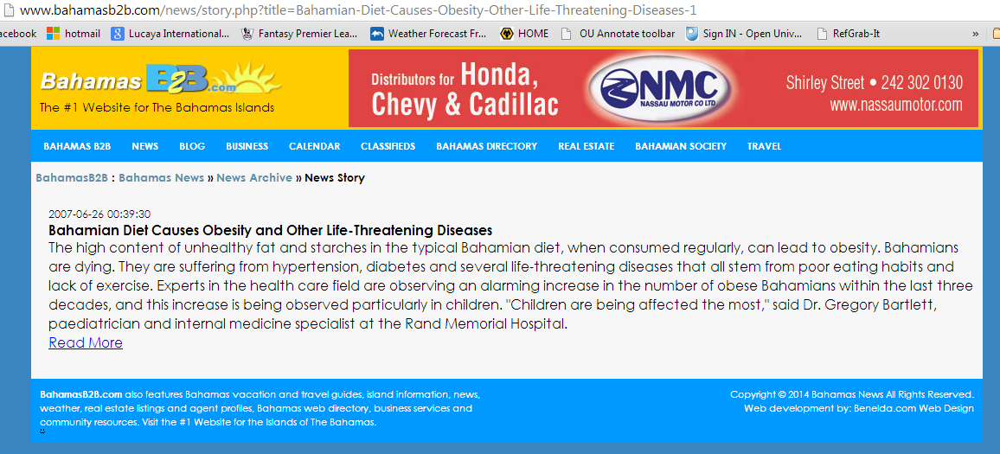 www.bahamasb2b.com/news/story.php?title=Bahamian-Diet-Causes-Obesity-Other-Life-Threatening-Diseases-1
acebook hotmail Lucaya International... Fantasy Premier Lea... Weather Forecast Fr... HOME OU Annotate toolbar Sign IN - Open Univ... RefGrab-It »
Bahamas B2B.com
The #1 Website for The Bahamas Islands
Distributors for Honda,
Chevy & Cadillac
NMC
NASSAU MOTOR CO LTD
Shirley Street • 242 302 0130
www.nassaumotor.com
BAHAMAS B2B NEWS BLOG BUSINESS CALENDAR CLASSIFIEDS BAHAMAS DIRECTORY REAL ESTATE BAHAMIAN SOCIETY TRAVEL
BahamasB2B : Bahamas News » News Archive » News Story
2007-06-26 00:39:30
Bahamian Diet Causes Obesity and Other Life-Threatening Diseases
The high content of unhealthy fat and starches in the typical Bahamian diet, when consumed regularly, can lead to obesity. Bahamians
are dying. They are suffering from hypertension, diabetes and several life-threatening diseases that all stem from poor eating habits and
lack of exercise. Experts in the health care field are observing an alarming increase in the number of obese Bahamians within the last three
decades, and this increase is being observed particularly in children. "Children are being affected the most," said Dr. Gregory Bartlett,
paediatrician and internal medicine specialist at the Rand Memorial Hospital.
Read More
BahamasB2B.com also features Bahamas vacation and travel guides, island information, news,
weather, real estate listings and agent profiles, Bahamas web directory, business services and
community resources. Visit the #1 Website for the Islands of The Bahamas.
Copyright © 2014 Bahamas News All Rights Reserved.
Web development by: Benelda.com Web Design